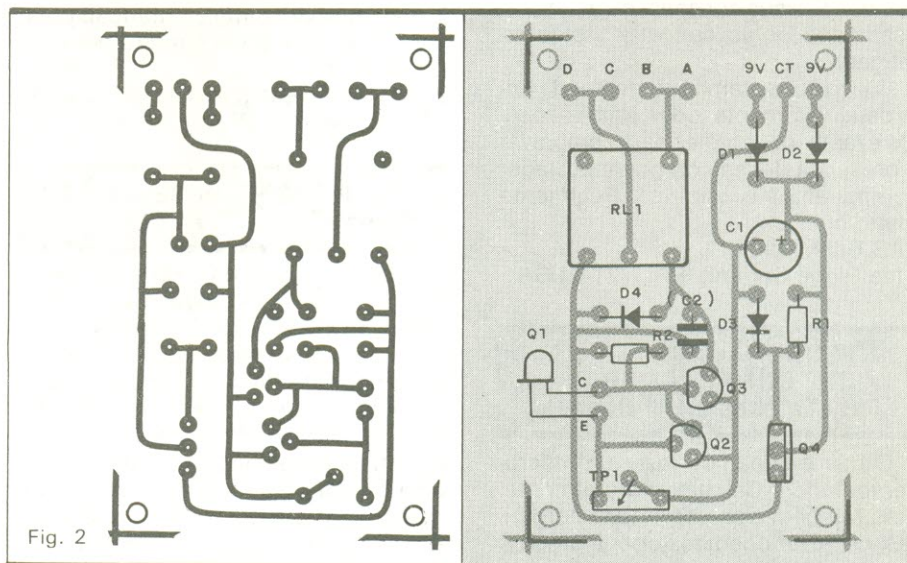 D C B A 9V CT 9V
D1 D2
RL1
C1
- +
D4 (C2) D3 R1
Q1 R2
C Q3
E Q2 Q4
TP1
Fig. 2